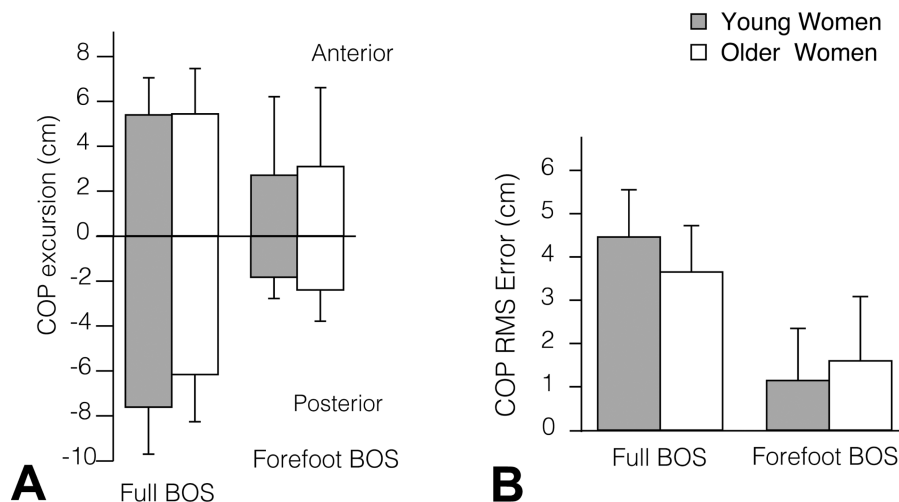 Young Women
Older Women
8
6
4
2
0
-2
-4
-6
-8
-10
COP excursion (cm)
Anterior
Posterior
Full BOS
Forefoot BOS
A
6
5
4
3
2
1
0
COP RMS Error (cm)
Full BOS
Forefoot BOS
B